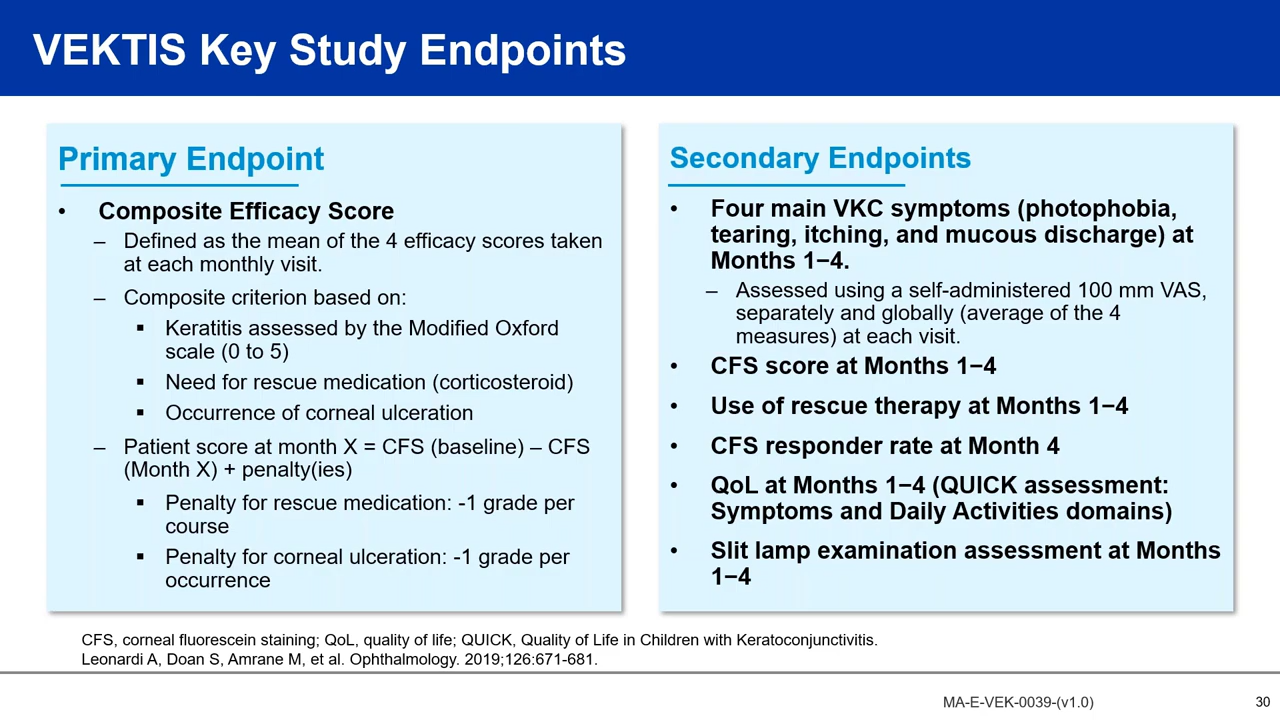 VEKTIS Key Study Endpoints
Primary Endpoint
• Composite Efficacy Score
– Defined as the mean of the 4 efficacy scores taken
at each monthly visit.
– Composite criterion based on:
▪ Keratitis assessed by the Modified Oxford
scale (0 to 5)
▪ Need for rescue medication (corticosteroid)
▪ Occurrence of corneal ulceration
– Patient score at month X = CFS (baseline) – CFS
(Month X) + penalty(ies)
▪ Penalty for rescue medication: -1 grade per
course
▪ Penalty for corneal ulceration: -1 grade per
occurrence
Secondary Endpoints
• Four main VKC symptoms (photophobia,
tearing, itching, and mucous discharge) at
Months 1−4.
– Assessed using a self-administered 100 mm VAS,
separately and globally (average of the 4
measures) at each visit.
• CFS score at Months 1−4
• Use of rescue therapy at Months 1−4
• CFS responder rate at Month 4
• QoL at Months 1−4 (QUICK assessment:
Symptoms and Daily Activities domains)
• Slit lamp examination assessment at Months
1−4
CFS, corneal fluorescein staining; QoL, quality of life; QUICK, Quality of Life in Children with Keratoconjunctivitis.
Leonardi A, Doan S, Amrane M, et al. Ophthalmology. 2019;126:671-681.
MA-E-VEK-0039-(v1.0)
30